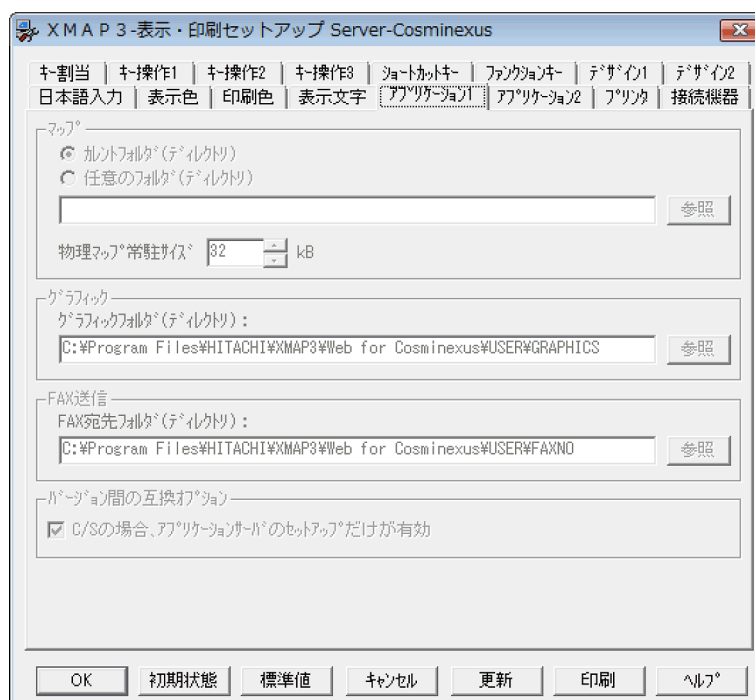 XMAP3-表示・印刷セットアップ Server-Cosminexus
キー割当 キー操作1 キー操作2 キー操作3 ショートカットキー ファンクションキー デザイン1 デザイン2
日本語入力 表示色 印刷色 表示文字 アプリケーション1 アプリケーション2 プリンタ 接続機器
マップ
カレントフォルダ(ディレクトリ)
任意のフォルダ(ディレクトリ)
参照
物理マップ常駐サイズ 32 kB
グラフィック
グラフィックフォルダ(ディレクトリ):
C:¥Program Files¥HITACHI¥XMAP3¥Web for Cosminexus¥USER¥GRAPHICS 参照
FAX送信
FAX宛先フォルダ(ディレクトリ):
C:¥Program Files¥HITACHI¥XMAP3¥Web for Cosminexus¥USER¥FAXNO 参照
バージョン間の互換オプション
C/Sの場合、アプリケーションサーバのセットアップだけが有効
OK 初期状態 標準値 キャンセル 更新 印刷 ヘルプ